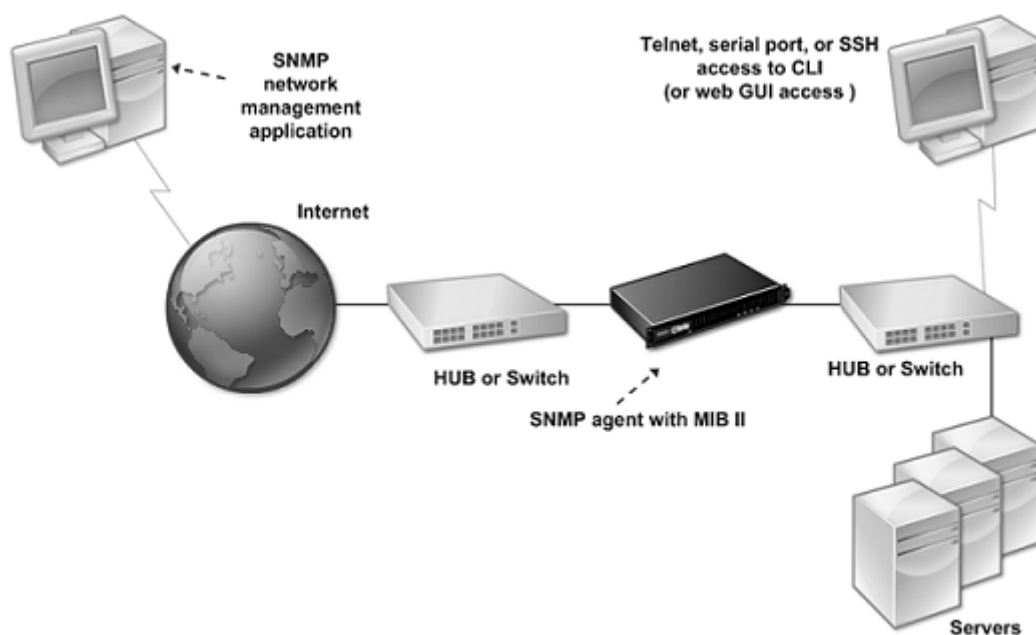 SNMP
network
management
application
Telnet, serial port, or SSH
access to CLI
(or web GUI access )
Internet
HUB or Switch
SNMP agent with MIB II
HUB or Switch
Servers